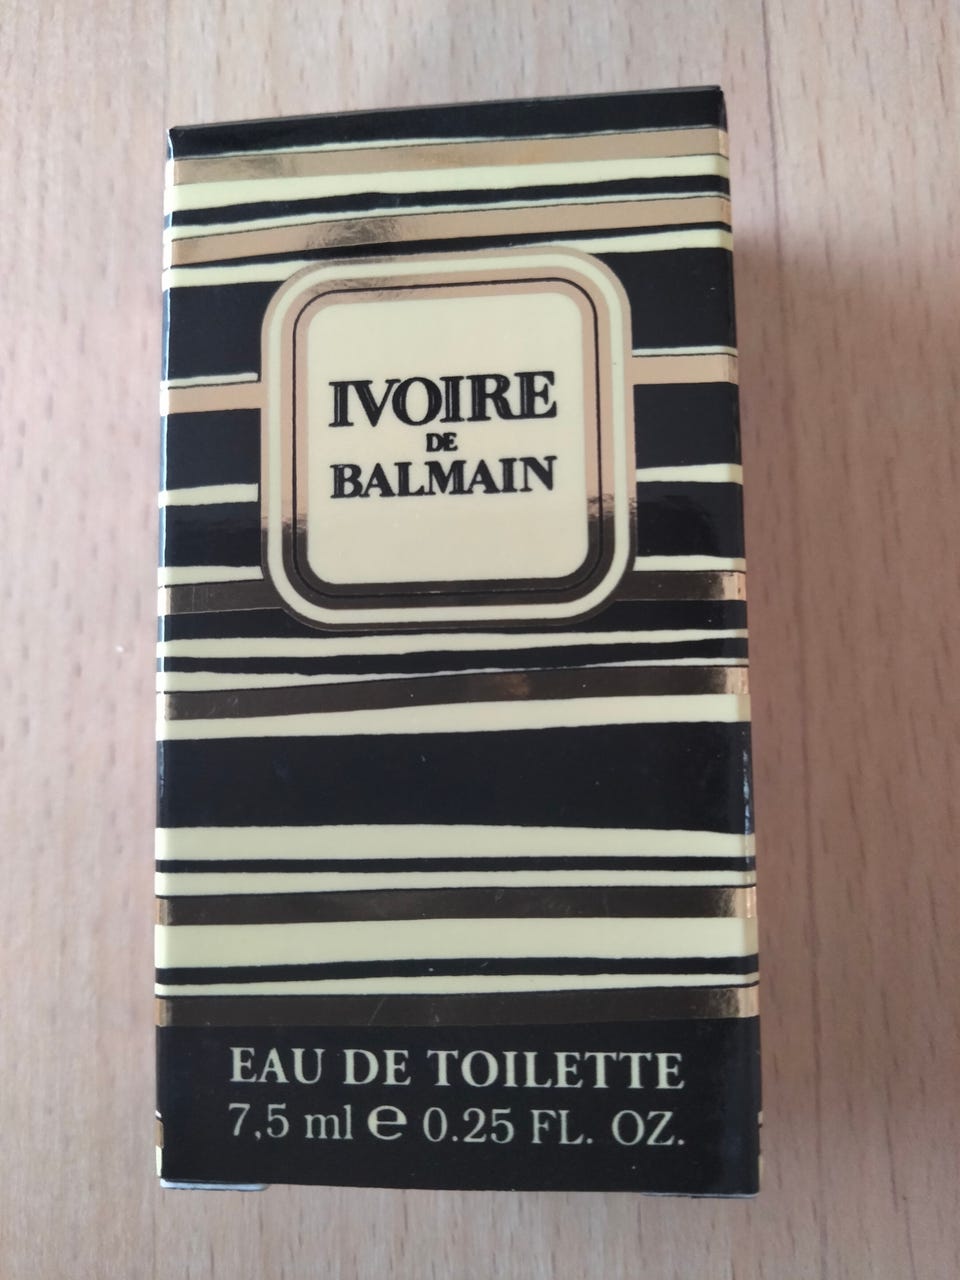 IVOIRE
DE
BALMAIN
EAU DE TOILETTE
7,5 ml e 0.25 FL. OZ.